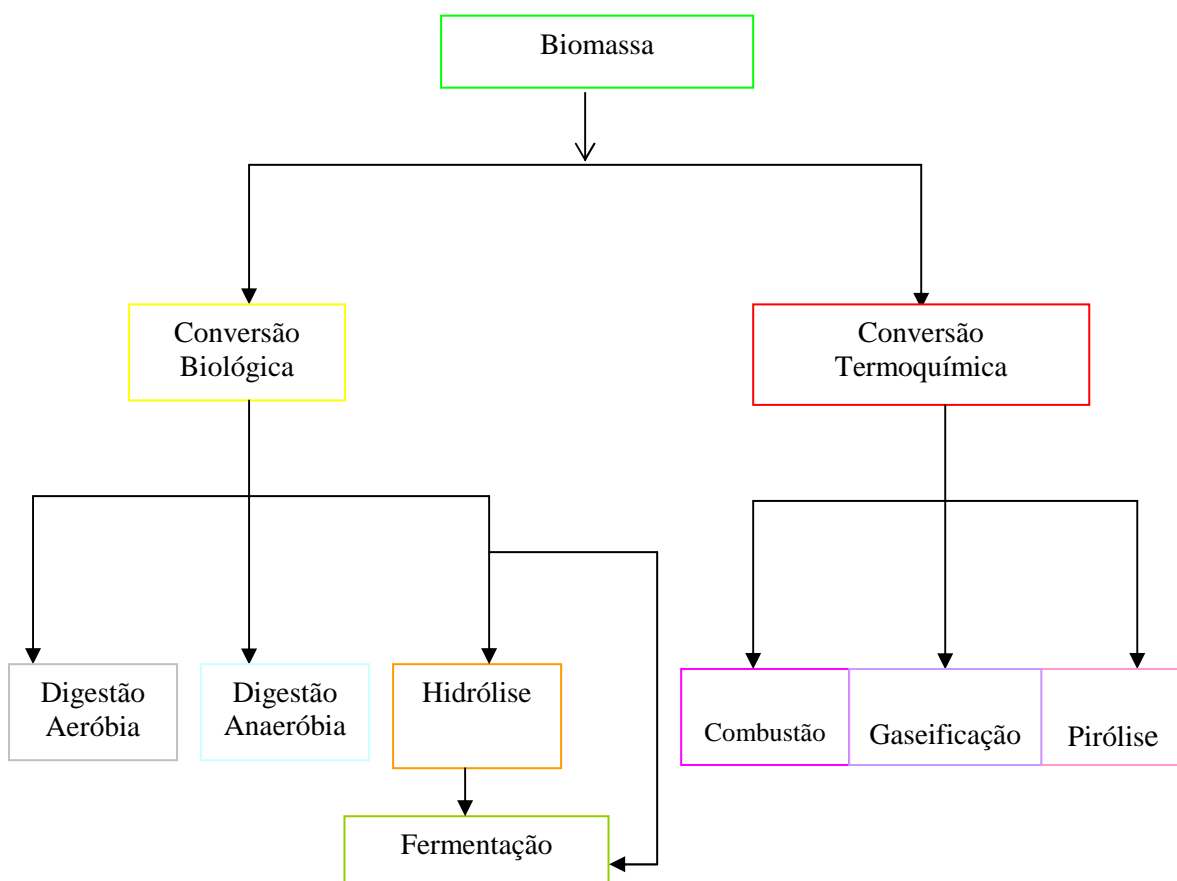 Biomassa
Conversão
Biológica
Conversão
Termoquímica
Digestão
Aeróbia
Digestão
Anaeróbia
Hidrólise
Combustão
Gaseificação
Pirólise
Fermentação